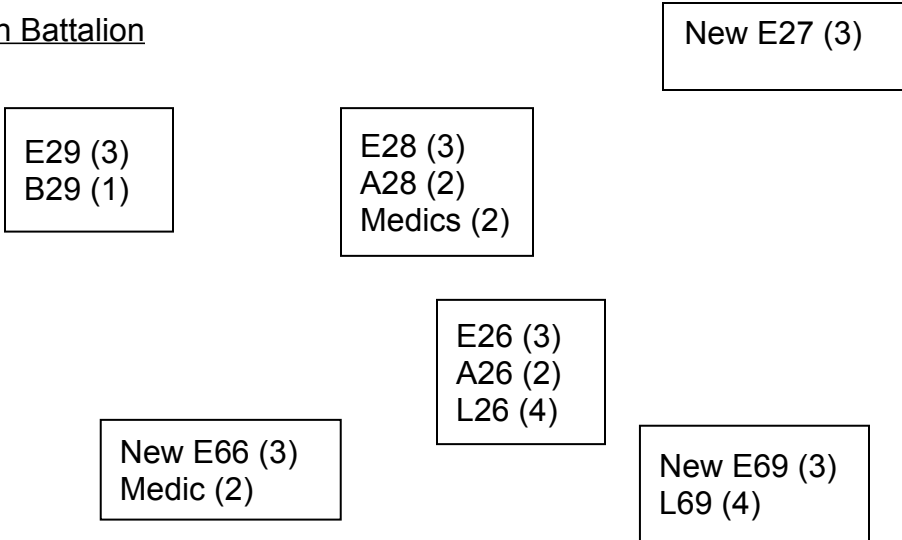 n Battalion
New E27 (3)
E29 (3)
B29 (1)
E28 (3)
A28 (2)
Medics (2)
E26 (3)
A26 (2)
L26 (4)
New E66 (3)
Medic (2)
New E69 (3)
L69 (4)